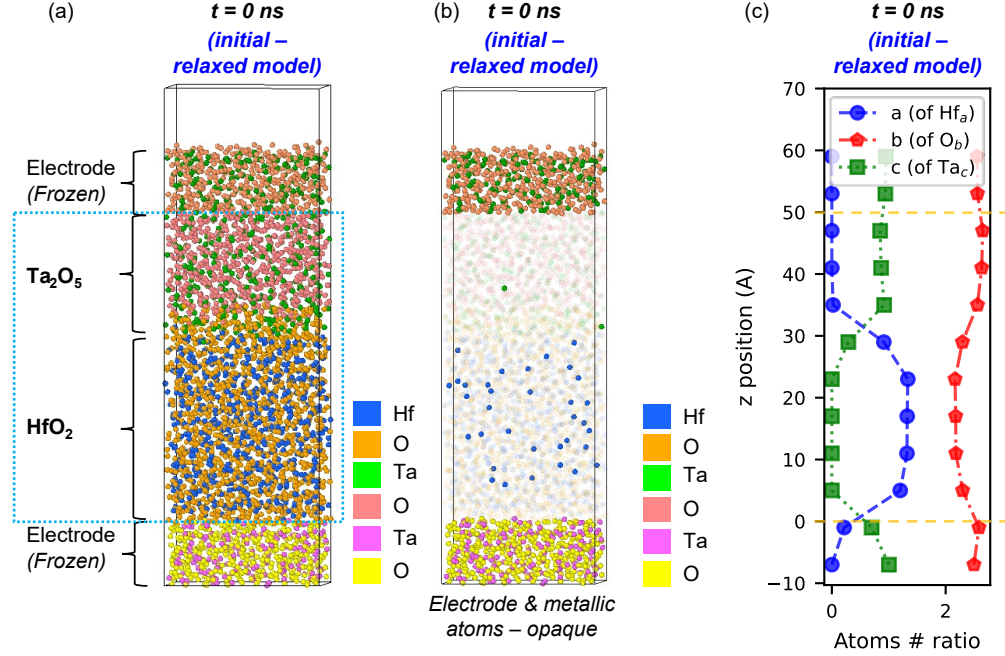 (a)
t = 0 ns
(initial –
relaxed model)
Electrode
(Frozen)
Ta2O5
HfO2
Electrode
(Frozen)
Hf
O
Ta
O
Ta
O
(b)
t = 0 ns
(initial –
relaxed model)
Hf
O
Ta
O
Ta
O
Electrode & metallic
atoms – opaque
(c)
t = 0 ns
(initial –
relaxed model)
a (of Hfa)
b (of Ob)
c (of Tac)
70
60
50
40
30
20
10
0
−10
z position (A)
0 2
Atoms # ratio